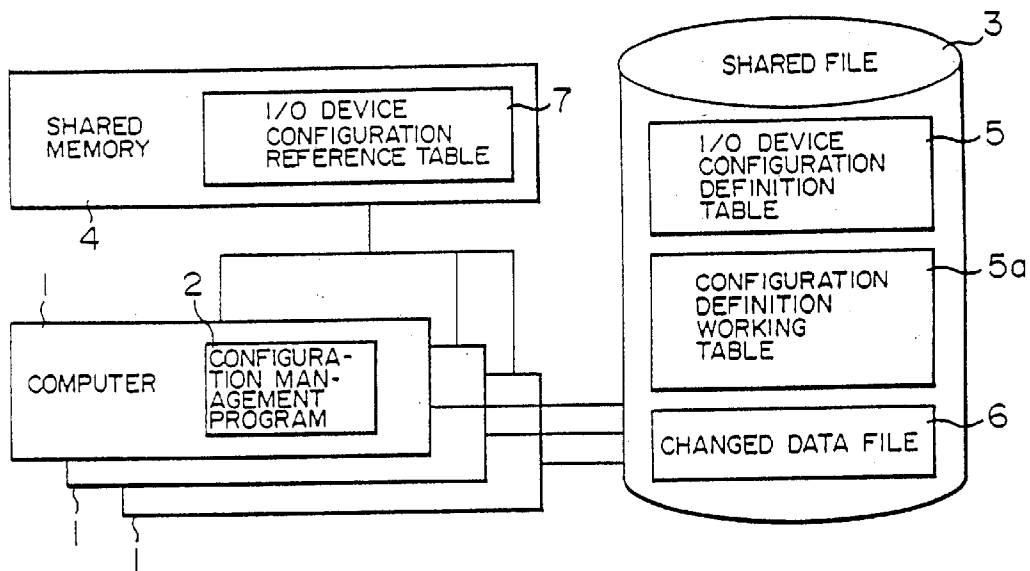 3
SHARED FILE
SHARED
MEMORY
4
I/O DEVICE
CONFIGURATION
REFERENCE TABLE
7
I/O DEVICE
CONFIGURATION
DEFINITION
TABLE
5
CONFIGURATION
DEFINITION
WORKING
TABLE
5a
1
COMPUTER
2
CONFIGURA-
TION MAN-
AGEMENT
PROGRAM
CHANGED DATA FILE
6
1
1